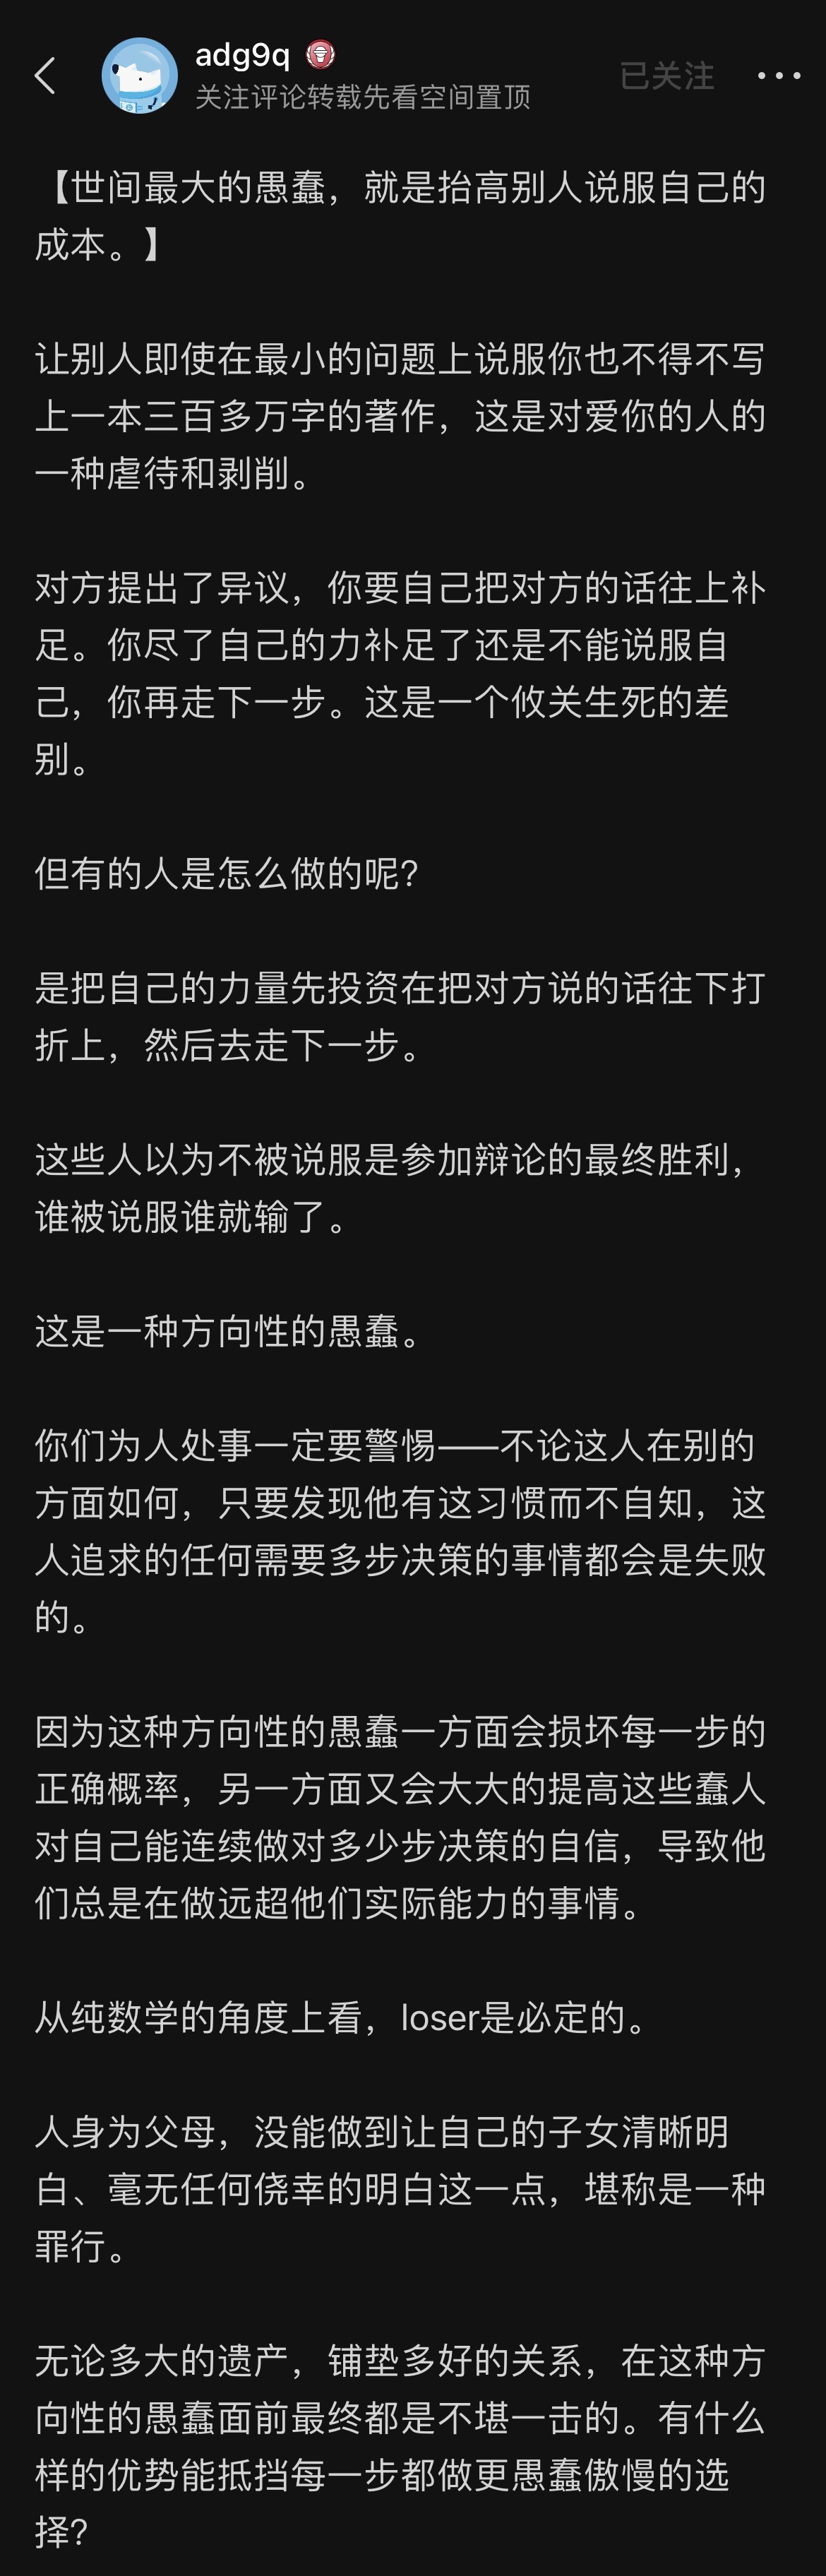 adg9q
关注评论转载先看空间置顶
已关注
【世间最大的愚蠢，就是抬高别人说服自己的
成本。】
让别人即使在最小的问题上说服你也不得不写
上一本三百多万字的著作，这是对爱你的人的
一种虐待和剥削。
对方提出了异议，你要自己把对方的话往上补
足。你尽了自己的力补足了还是不能说服自
己，你再走下一步。这是一个攸关生死的差
别。
但有的人是怎么做的呢?
是把自己的力量先投资在把对方说的话往下打
折上，然后去走下一步。
这些人以为不被说服是参加辩论的最终胜利，
谁被说服谁就输了。
这是一种方向性的愚蠢。
你们为人处事一定要警惕——不论这人在别的
方面如何，只要发现他有这习惯而不自知，这
人追求的任何需要多步决策的事情都会是失败
的。
因为这种方向性的愚蠢一方面会损坏每一步的
正确概率，另一方面又会大大的提高这些蠢人
对自己能连续做对多少步决策的自信，导致他
们总是在做远超他们实际能力的事情。
从纯数学的角度上看，loser是必定的。
人身为父母，没能做到让自己的子女清晰明
白、毫无任何侥幸的明白这一点，堪称是一种
罪行。
无论多大的遗产，铺垫多好的关系，在这种方
向性的愚蠢面前最终都是不堪一击的。有什么
样的优势能抵挡每一步都做更愚蠢傲慢的选
择?